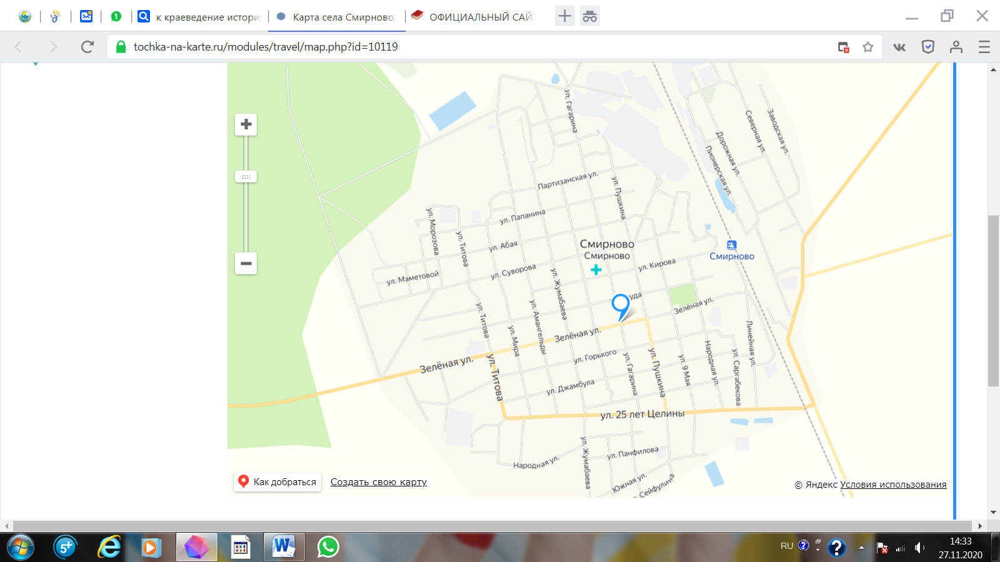 к краеведение истори
Карта села Смирново,
ОФИЦИАЛЬНЫЙ САЙТ
tochka-na-karte.ru/modules/travel/map.php?id=10119
ул. Гагарина
Заводская ул.
Северная ул.
Дорожная ул.
Пионерская ул.
Партизанская ул.
ул. Пушкина
ул. Папанина
ул. Морозова
ул. Титова
ул. Абая
Смирново
Смирново
Смирново
ул. Кирова
ул. Суворова
ул. Маметовой
ул. Жумабаева
уда
Зелёная ул.
ул. Титова
ул. Амангельды
ул. Мира
Зелёная ул.
Линейная ул.
Зелёная ул.
ул. Титова
ул. Горького
ул. Гагарина
ул. Пушкина
ул. 9 Мая
Народная ул.
ул. Саргабекова
ул. Джамбула
ул. 25 лет Целины
ул. Жумабаева
ул. Панфилова
Народная ул.
Южная ул.
ул. Сейфулина
Как добраться
Создать свою карту
© Яндекс Условия использования
5+
RU
14:33
27.11.2020